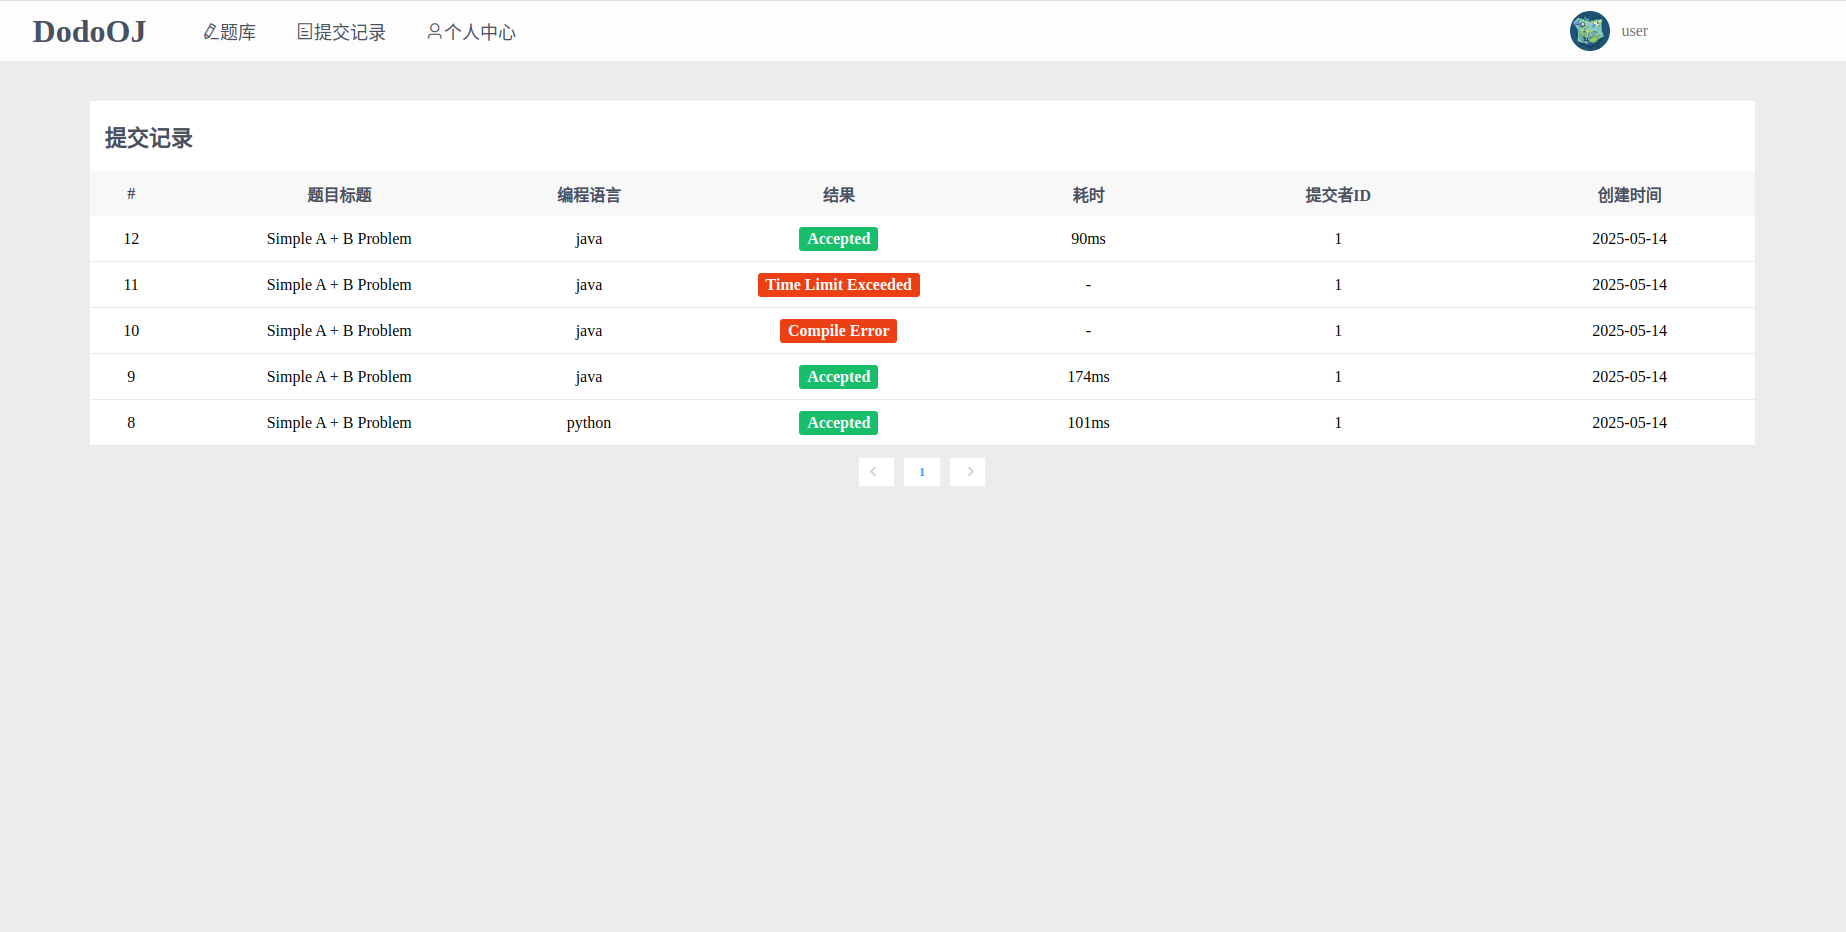 DodoOJ 题库 提交记录 个人中心 user
提交记录
# 题目标题 编程语言 结果 耗时 提交者ID 创建时间
12 Simple A + B Problem java Accepted 90ms 1 2025-05-14
11 Simple A + B Problem java Time Limit Exceeded - 1 2025-05-14
10 Simple A + B Problem java Compile Error - 1 2025-05-14
9 Simple A + B Problem java Accepted 174ms 1 2025-05-14
8 Simple A + B Problem python Accepted 101ms 1 2025-05-14
1